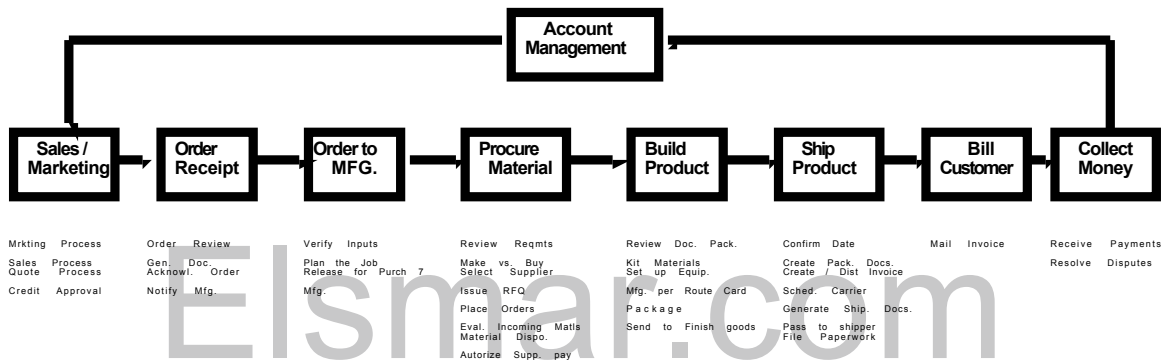 Account
Management
Sales /
Marketing
Order
Receipt
Order to
MFG.
Procure
Material
Build
Product
Ship
Product
Bill
Customer
Collect
Money
Mrkting Process
Sales Process
Quote Process
Credit Approval
Order Review
Gen. Doc.
Acknowl. Order
Notify Mfg.
Verify Inputs
Plan the Job
Release for Purch 7
Mfg.
Review Reqmts
Make vs. Buy
Select Supplier
Issue RFQ
Place Orders
Eval. Incoming Matls
Material Dispo.
Autorize Supp. pay
Review Doc. Pack.
Kit Materials
Set up Equip.
Mfg. per Route Card
Package
Send to Finish goods
Confirm Date
Create Pack. Docs.
Create / Dist Invoice
Sched. Carrier
Generate Ship. Docs.
Pass to shipper
File Paperwork
Mail Invoice
Receive Payments
Resolve Disputes
Elsmar.com